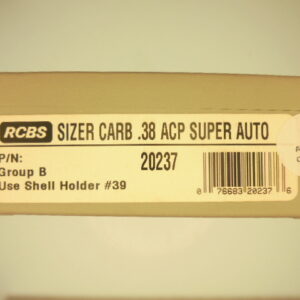 RCBS SIZER CARB .38 ACP SUPER AUTO
P/N: 20237
Group B
Use Shell Holder #39
0 76683 20237 6